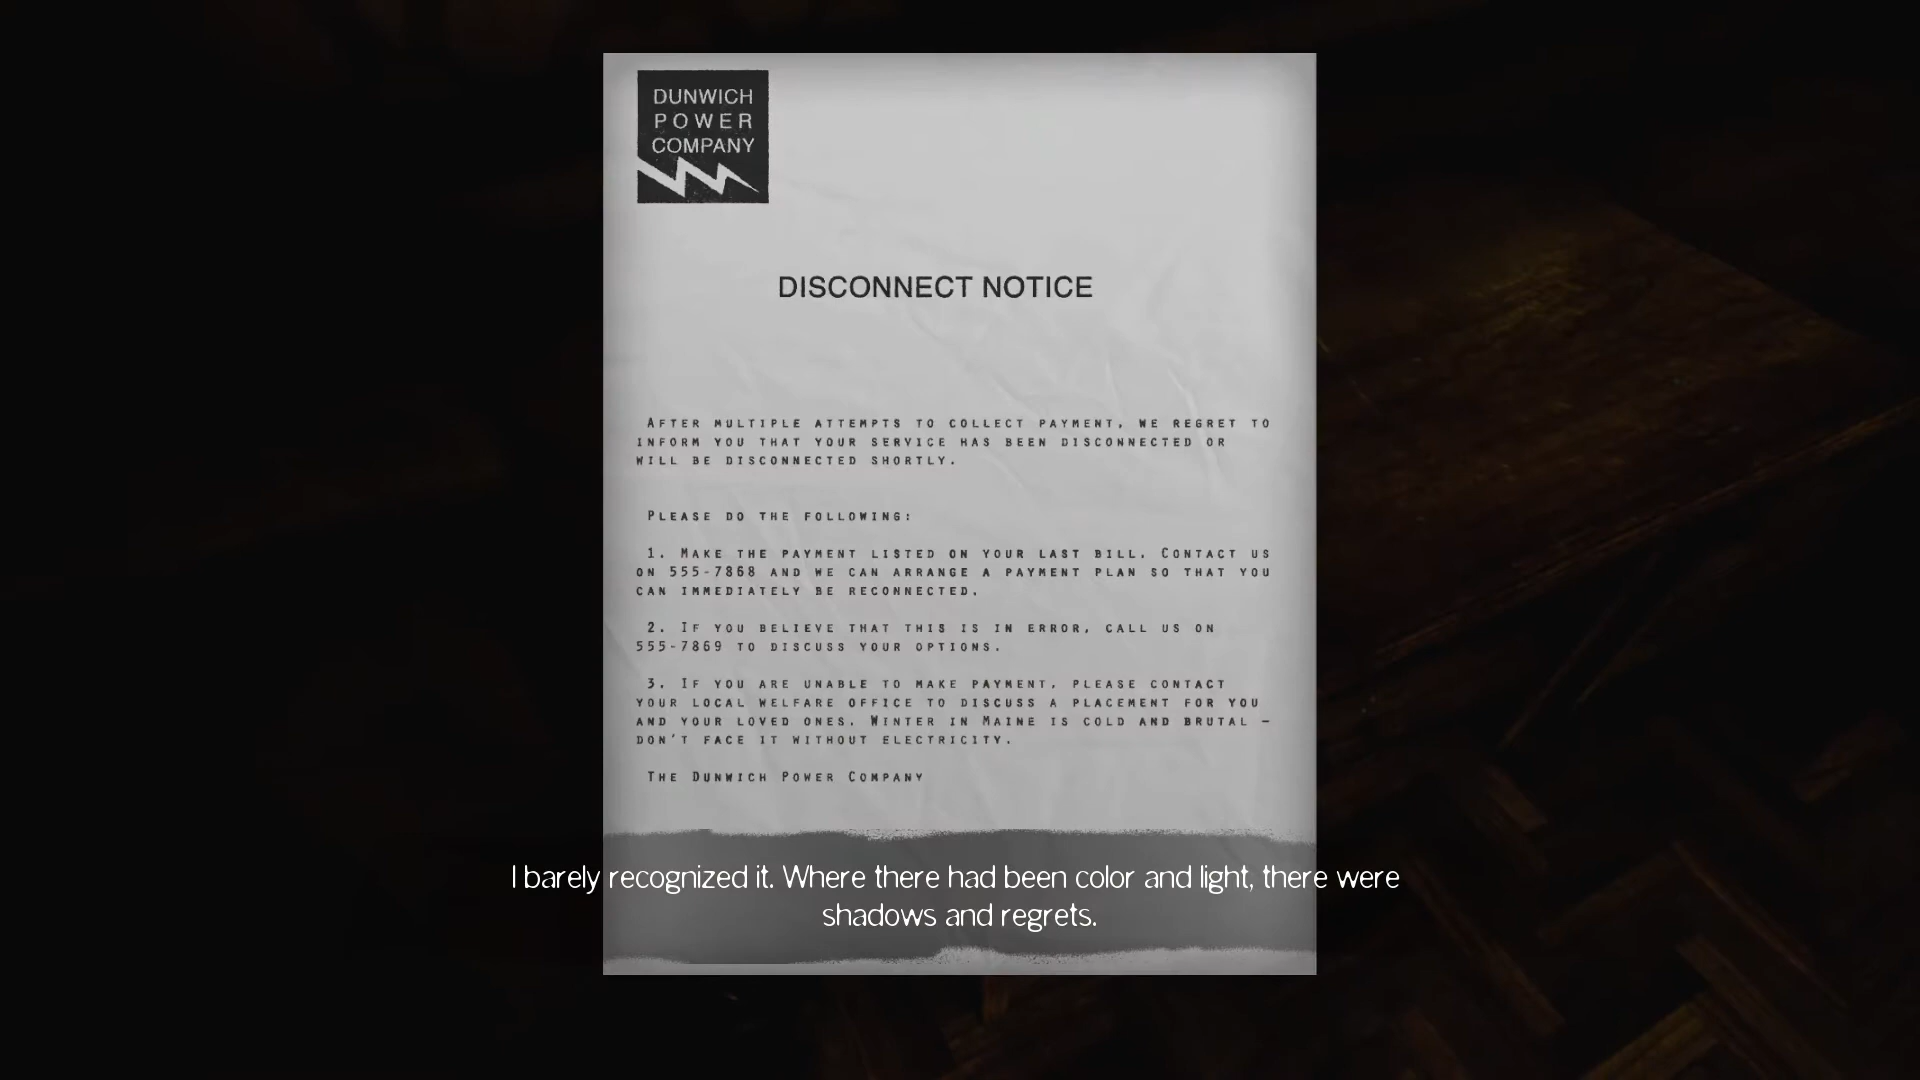 DUNWICH
POWER
COMPANY
DISCONNECT NOTICE
AFTER MULTIPLE ATTEMPTS TO COLLECT PAYMENT, WE REGRET TO
INFORM YOU THAT YOUR SERVICE HAS BEEN DISCONNECTED OR
WILL BE DISCONNECTED SHORTLY.
PLEASE DO THE FOLLOWING:
1. MAKE THE PAYMENT LISTED ON YOUR LAST BILL. CONTACT US
ON 555-7868 AND WE CAN ARRANGE A PAYMENT PLAN SO THAT YOU
CAN IMMEDIATELY BE RECONNECTED.
2. IF YOU BELIEVE THAT THIS IS IN ERROR, CALL US ON
555-7869 TO DISCUSS YOUR OPTIONS.
3. IF YOU ARE UNABLE TO MAKE PAYMENT, PLEASE CONTACT
YOUR LOCAL WELFARE OFFICE TO DISCUSS A PLACEMENT FOR YOU
AND YOUR LOVED ONES. WINTER IN MAINE IS COLD AND BRUTAL –
DON'T FACE IT WITHOUT ELECTRICITY.
THE DUNWICH POWER COMPANY
I barely recognized it. Where there had been color and light, there were
shadows and regrets.